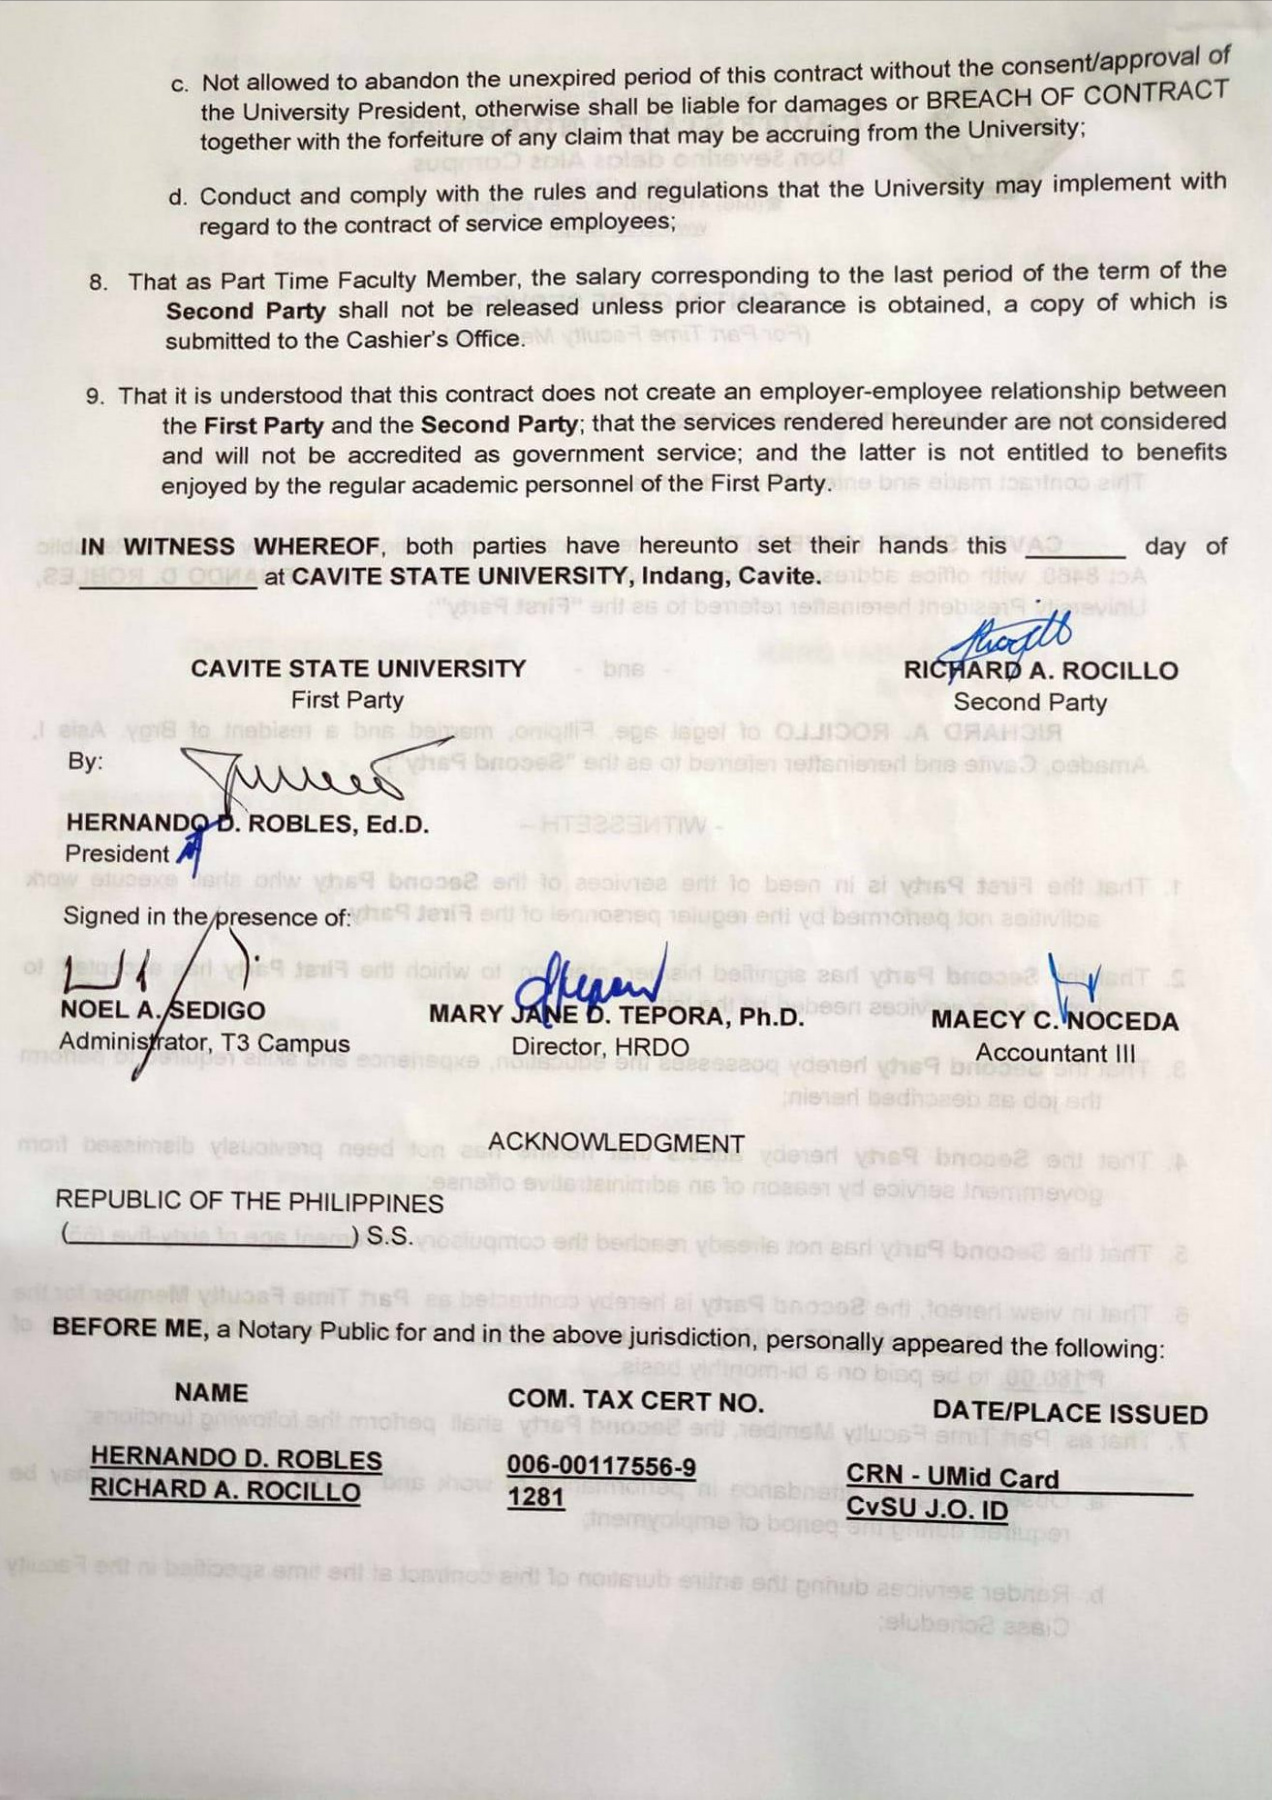 c. Not allowed to abandon the unexpired period of this contract without the consent/approval of
the University President, otherwise shall be liable for damages or BREACH OF CONTRACT
together with the forfeiture of any claim that may be accruing from the University;
d. Conduct and comply with the rules and regulations that the University may implement with
regard to the contract of service employees;
8. That as Part Time Faculty Member, the salary corresponding to the last period of the term of the
Second Party shall not be released unless prior clearance is obtained, a copy of which is
submitted to the Cashier's Office.
9. That it is understood that this contract does not create an employer-employee relationship between
the First Party and the Second Party; that the services rendered hereunder are not considered
and will not be accredited as government service; and the latter is not entitled to benefits
enjoyed by the regular academic personnel of the First Party.
IN WITNESS WHEREOF, both parties have hereunto set their hands this ______ day of
____________ at CAVITE STATE UNIVERSITY, Indang, Cavite.
CAVITE STATE UNIVERSITY
First Party
RICHARD A. ROCILLO
Second Party
By:
HERNANDO D. ROBLES, Ed.D.
President
Signed in the presence of:
NOEL A. SEDIGO
Administrator, T3 Campus
MARY JANE D. TEPORA, Ph.D.
Director, HRDO
MAECY C. NOCEDA
Accountant III
ACKNOWLEDGMENT
REPUBLIC OF THE PHILIPPINES
(____________________) S.S.
BEFORE ME, a Notary Public for and in the above jurisdiction, personally appeared the following:
NAME COM. TAX CERT NO. DATE/PLACE ISSUED
HERNANDO D. ROBLES 006-00117556-9 CRN - UMid Card
RICHARD A. ROCILLO 1281 CvSU J.O. ID